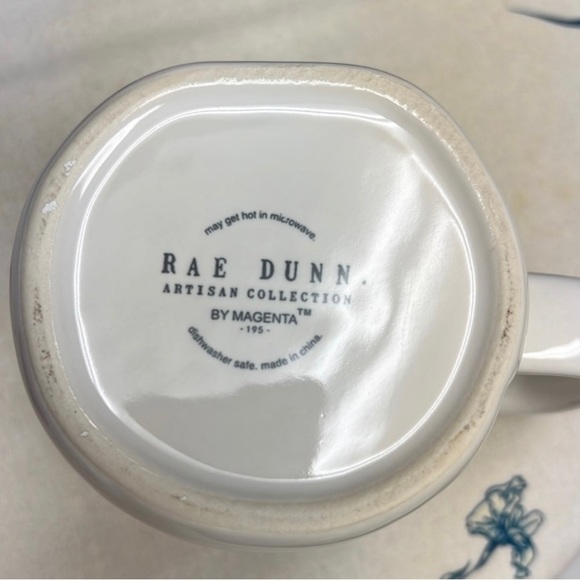 may get hot in microwave.
RAE DUNN.
ARTISAN COLLECTION
BY MAGENTA™
- 195 -
dishwasher safe. made in china.